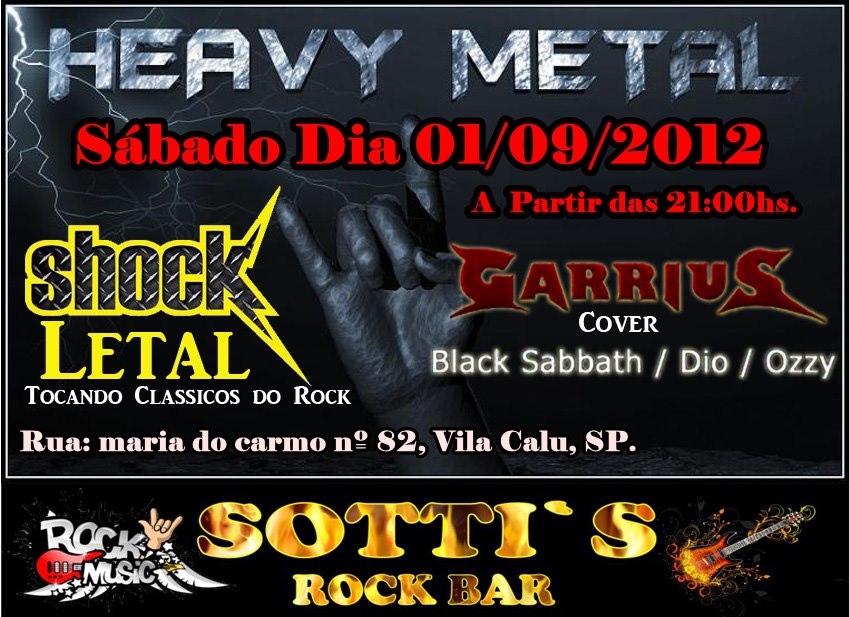 HEAVY METAL
Sábado Dia 01/09/2012
A Partir das 21:00hs.
shock
LETAL
TOCANDO CLASSICOS DO ROCK
GARRIUS
COVER
Black Sabbath / Dio / Ozzy
Rua: maria do carmo nº 82, Vila Calu, SP.
ROCK
MUSIC
SOTTI`S
ROCK BAR